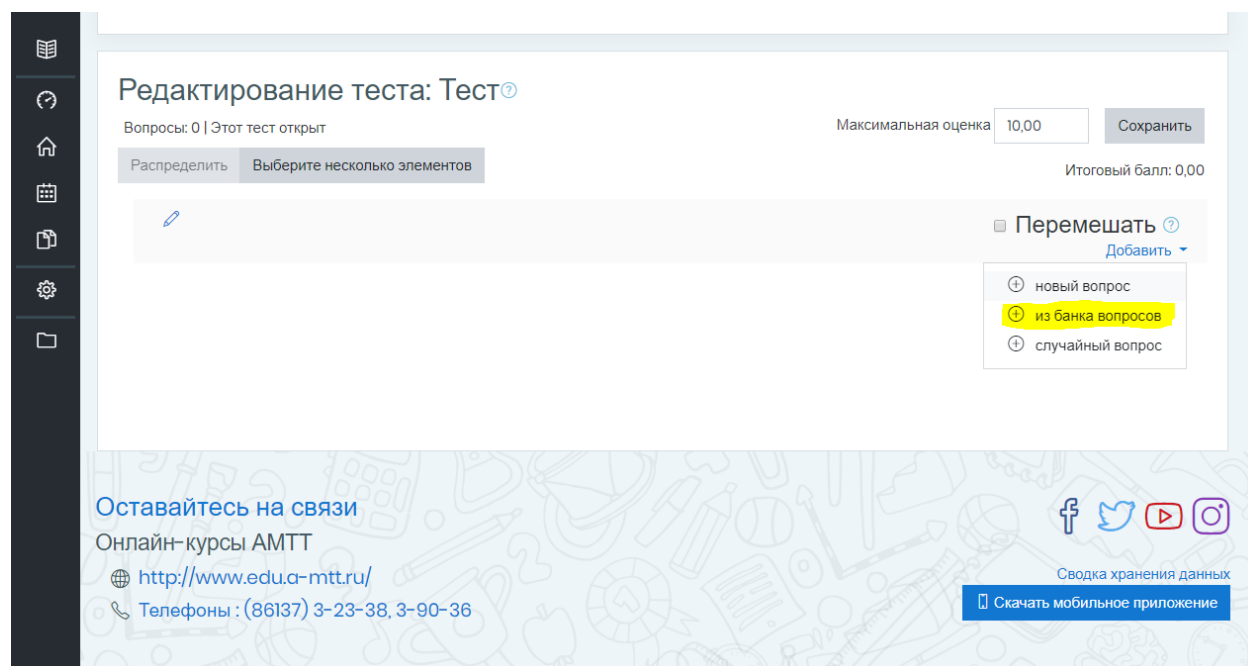 Редактирование теста: Тест
Вопросы: 0 | Этот тест открыт
Максимальная оценка 10,00 Сохранить
Распределить Выберите несколько элементов
Итоговый балл: 0,00
Перемешать
Добавить
новый вопрос
из банка вопросов
случайный вопрос
Оставайтесь на связи
Онлайн-курсы АМТТ
http://www.edu.a-mtt.ru/
Телефоны : (86137) 3-23-38, 3-90-36
Сводка хранения данных
Скачать мобильное приложение